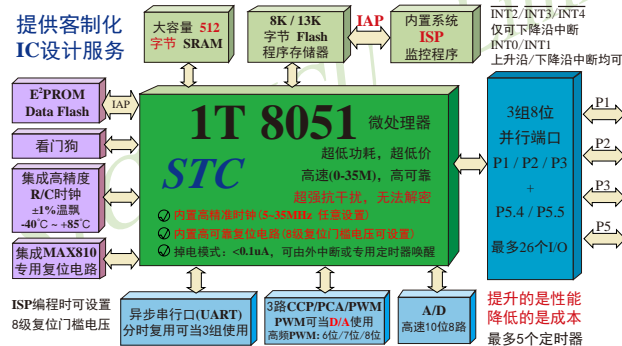 提供客制化
IC设计服务
大容量 512
字节 SRAM
8K / 13K
字节 Flash
程序存储器
IAP
内置系统
ISP
监控程序
INT2/INT3/INT4
仅可下降沿中断
INT0/INT1
上升沿/下降沿中断均可
E²PROM
Data Flash
IAP
看门狗
集成高精度
R/C时钟
±1%温飘
-40℃ ~ +85℃
集成MAX810
专用复位电路
1T 8051 微处理器
STC
超低功耗，超低价
高速(0-35M)，高可靠
超强抗干扰，无法解密
内置高精准时钟(5~35MHz 任意设置)
内置高可靠复位电路(8级复位门槛电压可设置)
掉电模式：<0.1uA，可由外中断或专用定时器唤醒
3组8位
并行端口
P1 / P2 / P3
+
P5.4 / P5.5
最多26个I/O
P1
P2
P3
P5
ISP编程时可设置
8级复位门槛电压
异步串行口(UART)
分时复用可当3组使用
3路CCP/PCA/PWM
PWM可当D/A使用
高频PWM: 6位/7位/8位
A/D
高速10位8路
提升的是性能
降低的是成本
最多5个定时器